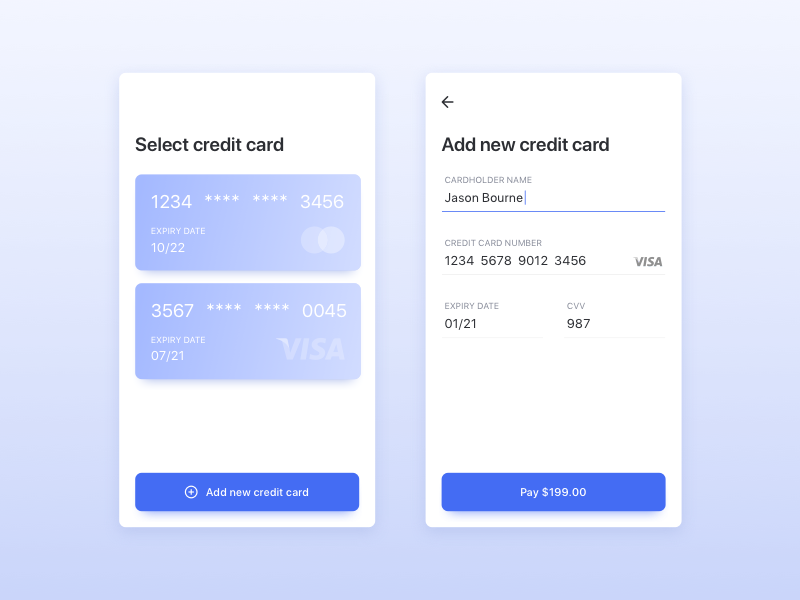 Select credit card
1234 **** **** 3456
EXPIRY DATE
10/22
3567 **** **** 0045
EXPIRY DATE
07/21
VISA
Add new credit card
Add new credit card
CARDHOLDER NAME
Jason Bourne
CREDIT CARD NUMBER
1234 5678 9012 3456 VISA
EXPIRY DATE CVV
01/21 987
Pay $199.00